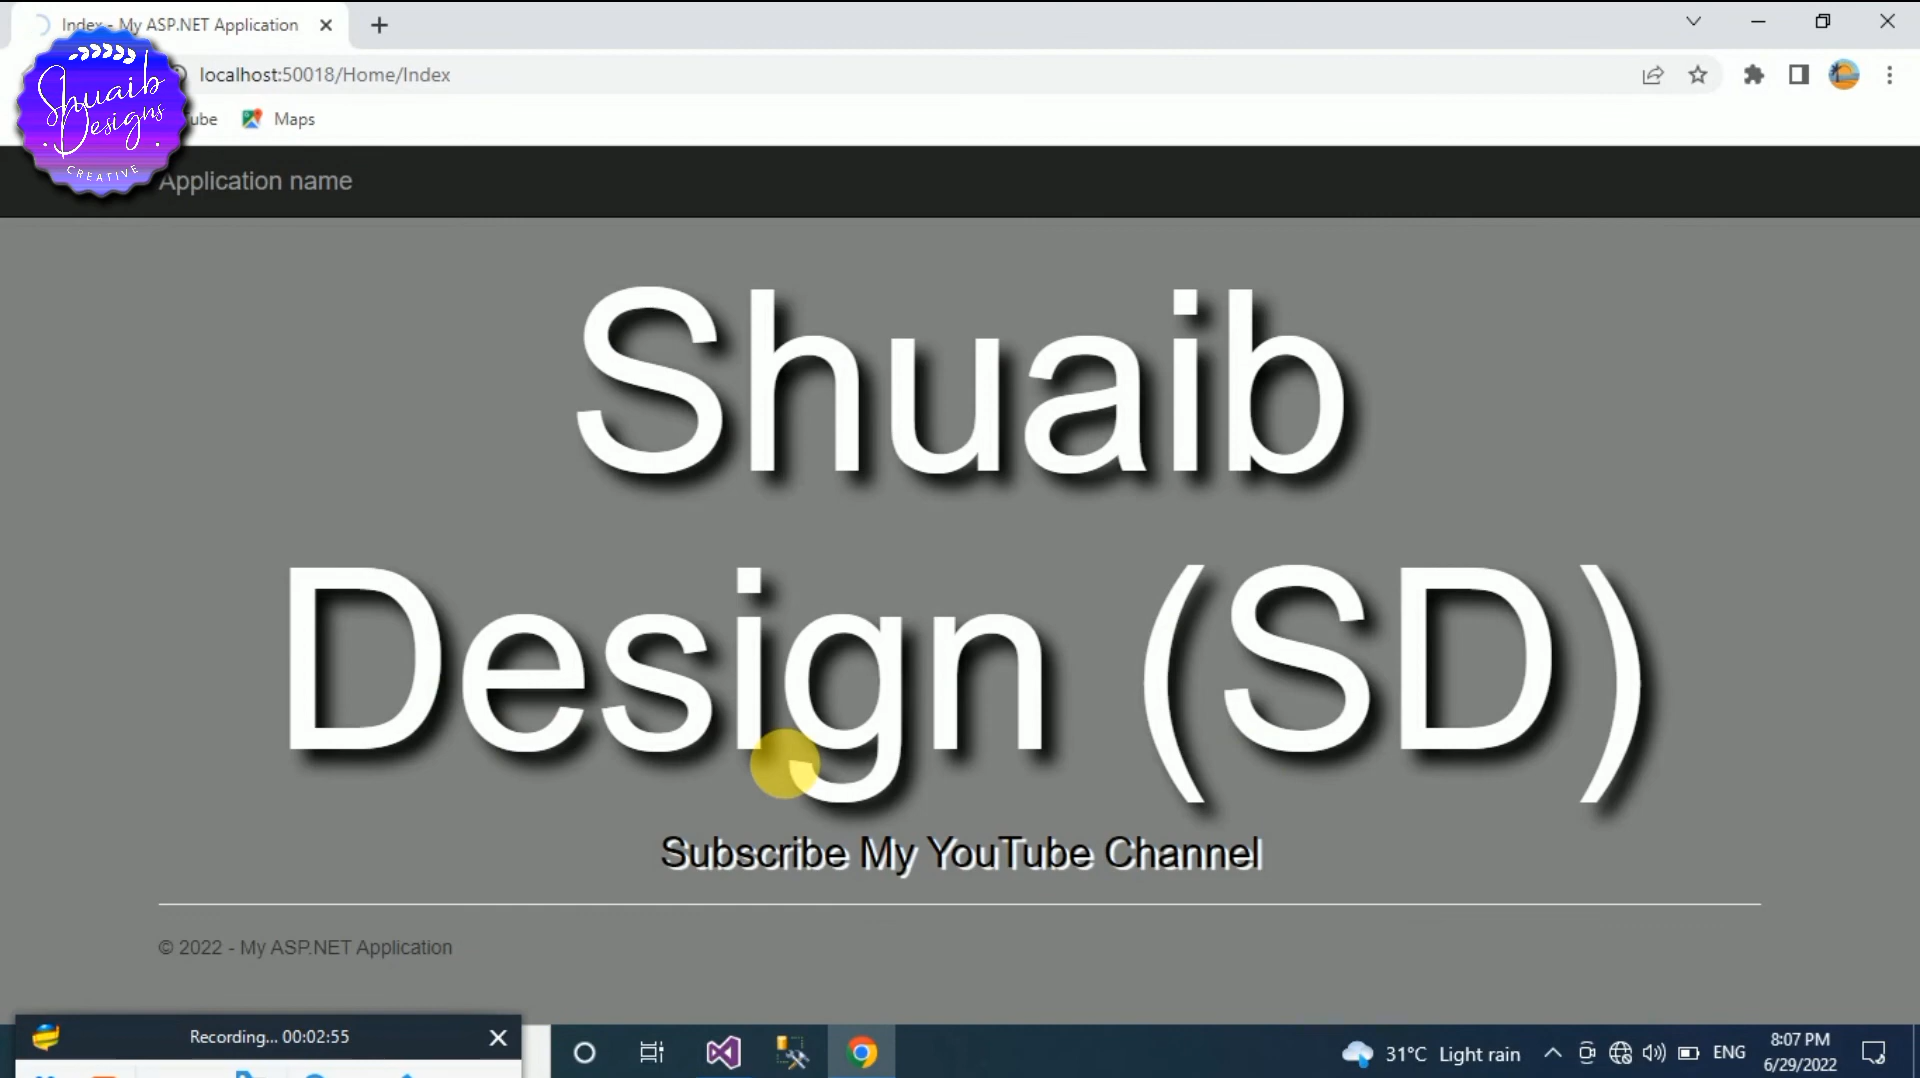 Index - My ASP.NET Application
localhost:50018/Home/Index
Shuaib
Designs
CREATIVE
Maps
Application name
Shuaib
Design (SD)
Subscribe My YouTube Channel
© 2022 - My ASP.NET Application
Recording... 00:02:55
31°C Light rain
ENG
8:07 PM
6/29/2022